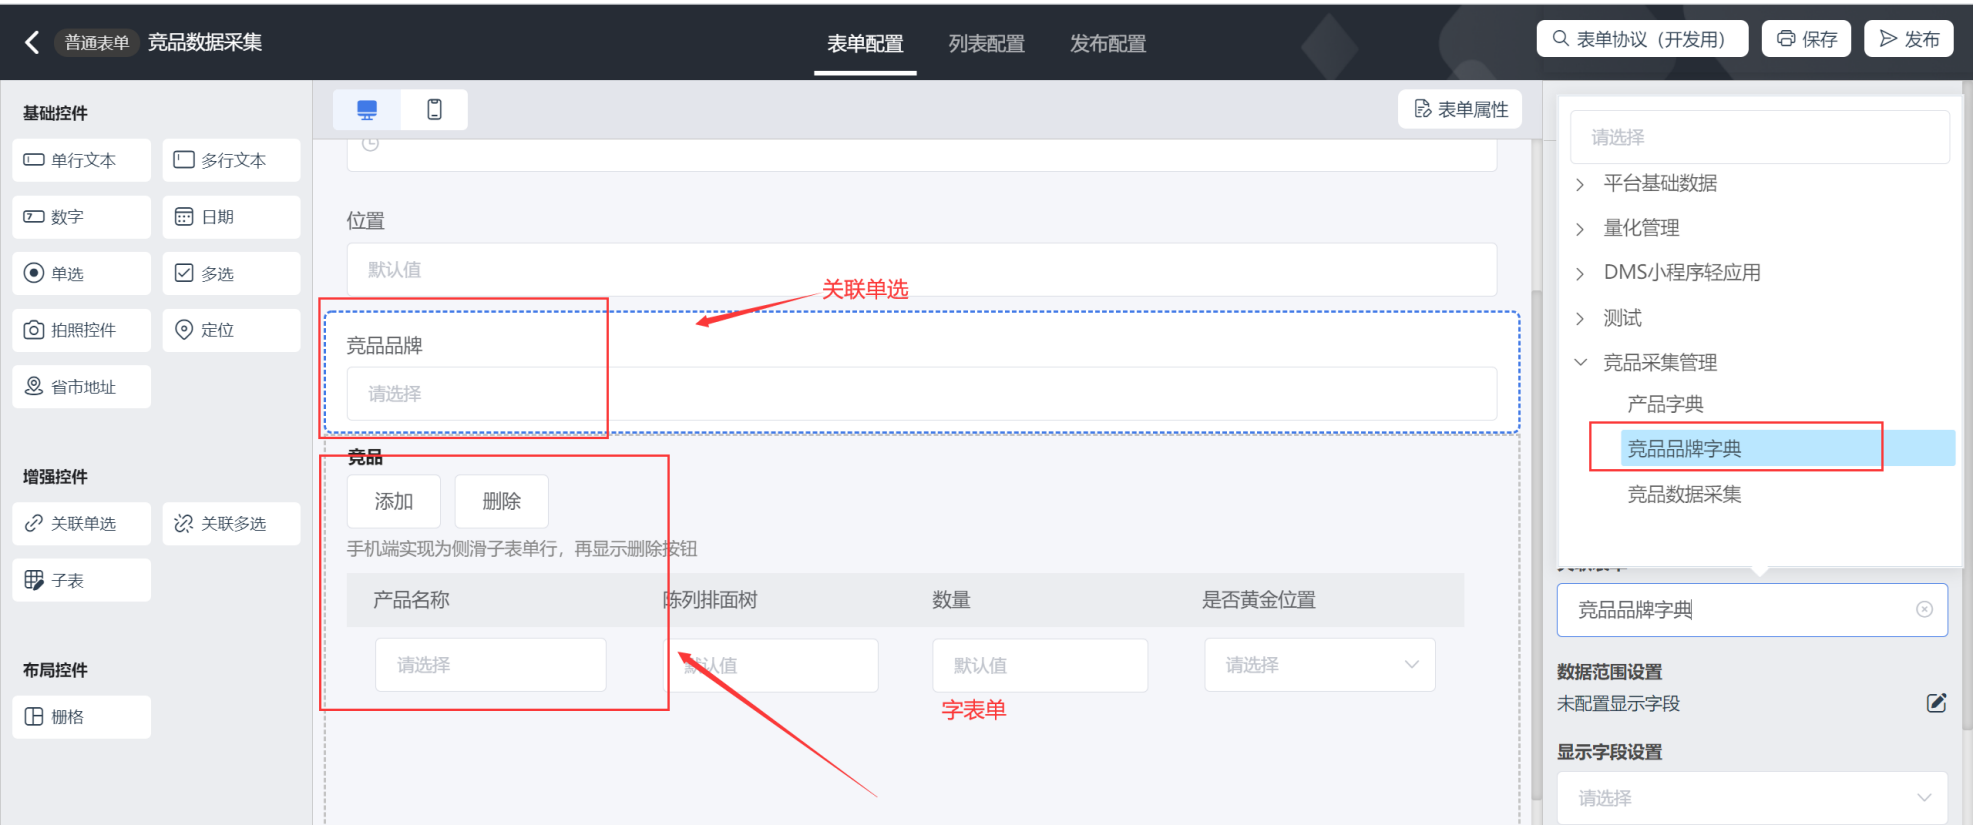 普通表单 竞品数据采集
表单配置 列表配置 发布配置
表单协议（开发用） 保存 发布
基础控件
单行文本 多行文本
数字 日期
单选 多选
拍照控件 定位
省市地址
增强控件
关联单选 关联多选
子表
布局控件
栅格
表单属性
位置
默认值
关联单选
竞品品牌
请选择
竞品
添加 删除
手机端实现为侧滑子表单行，再显示删除按钮
产品名称 陈列排面树 数量 是否黄金位置
请选择 默认值 默认值 请选择
字表单
请选择
平台基础数据
量化管理
DMS小程序轻应用
测试
竞品采集管理
产品字典
竞品品牌字典
竞品数据采集
竞品品牌字典
数据范围设置
未配置显示字段
显示字段设置
请选择